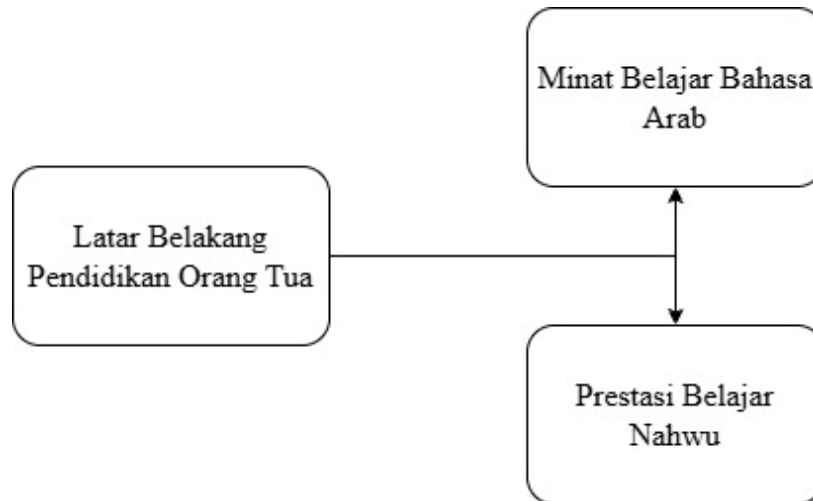 Minat Belajar Bahasa
Arab
Latar Belakang
Pendidikan Orang Tua
Prestasi Belajar
Nahwu